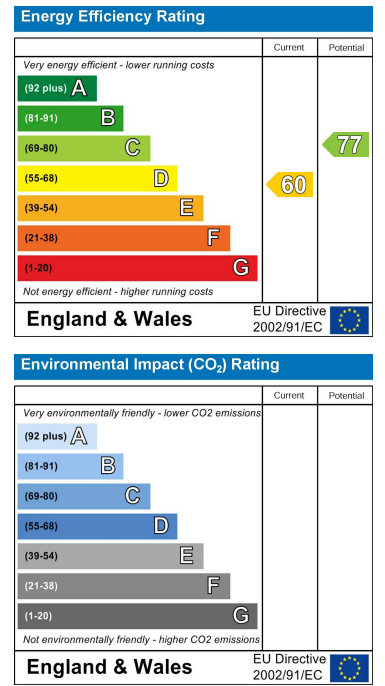 Energy Efficiency Rating
Current Potential
Very energy efficient - lower running costs
(92 plus) A
(81-91) B
(69-80) C
77
(55-68) D
60
(39-54) E
(21-38) F
(1-20) G
Not energy efficient - higher running costs
England & Wales
EU Directive
2002/91/EC
Environmental Impact (CO₂) Rating
Current Potential
Very environmentally friendly - lower CO2 emissions
(92 plus) A
(81-91) B
(69-80) C
(55-68) D
(39-54) E
(21-38) F
(1-20) G
Not environmentally friendly - higher CO2 emissions
England & Wales
EU Directive
2002/91/EC